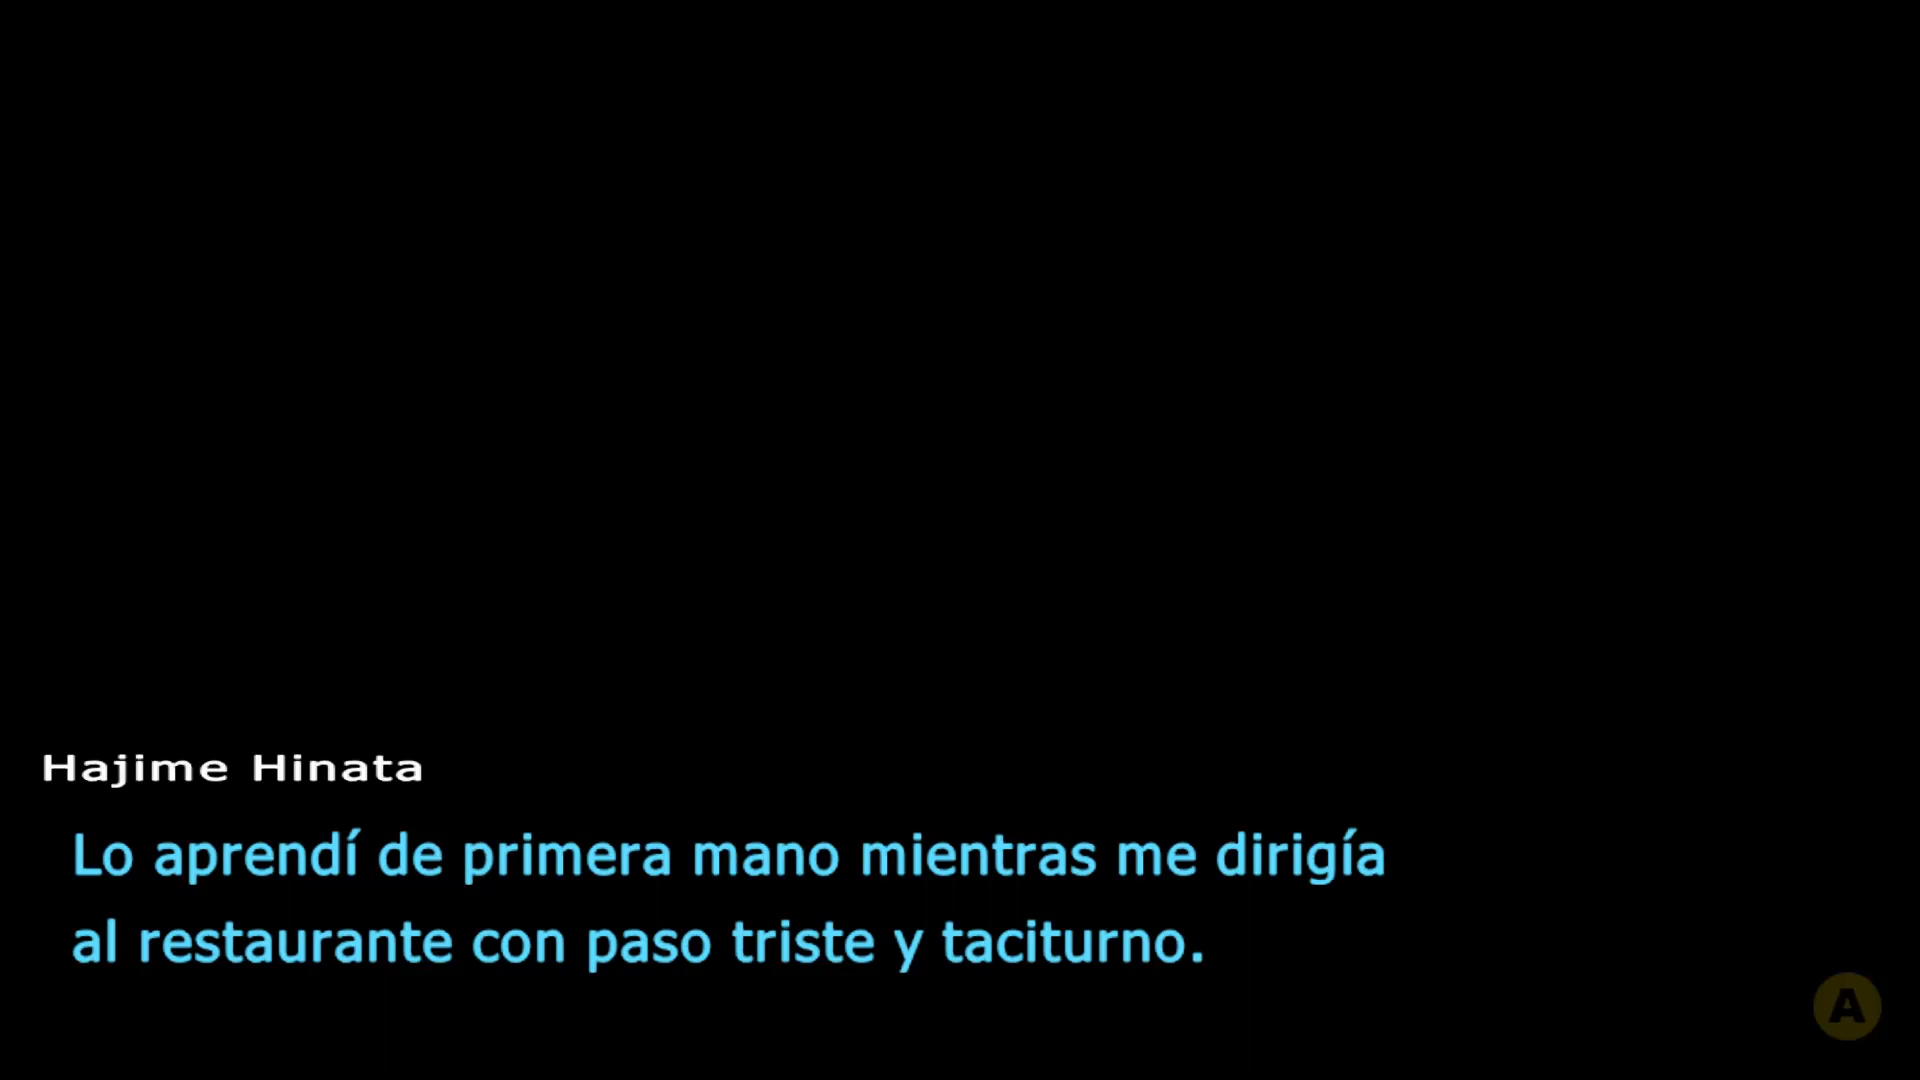 Hajime Hinata
Lo aprendí de primera mano mientras me dirigía
al restaurante con paso triste y taciturno.
A